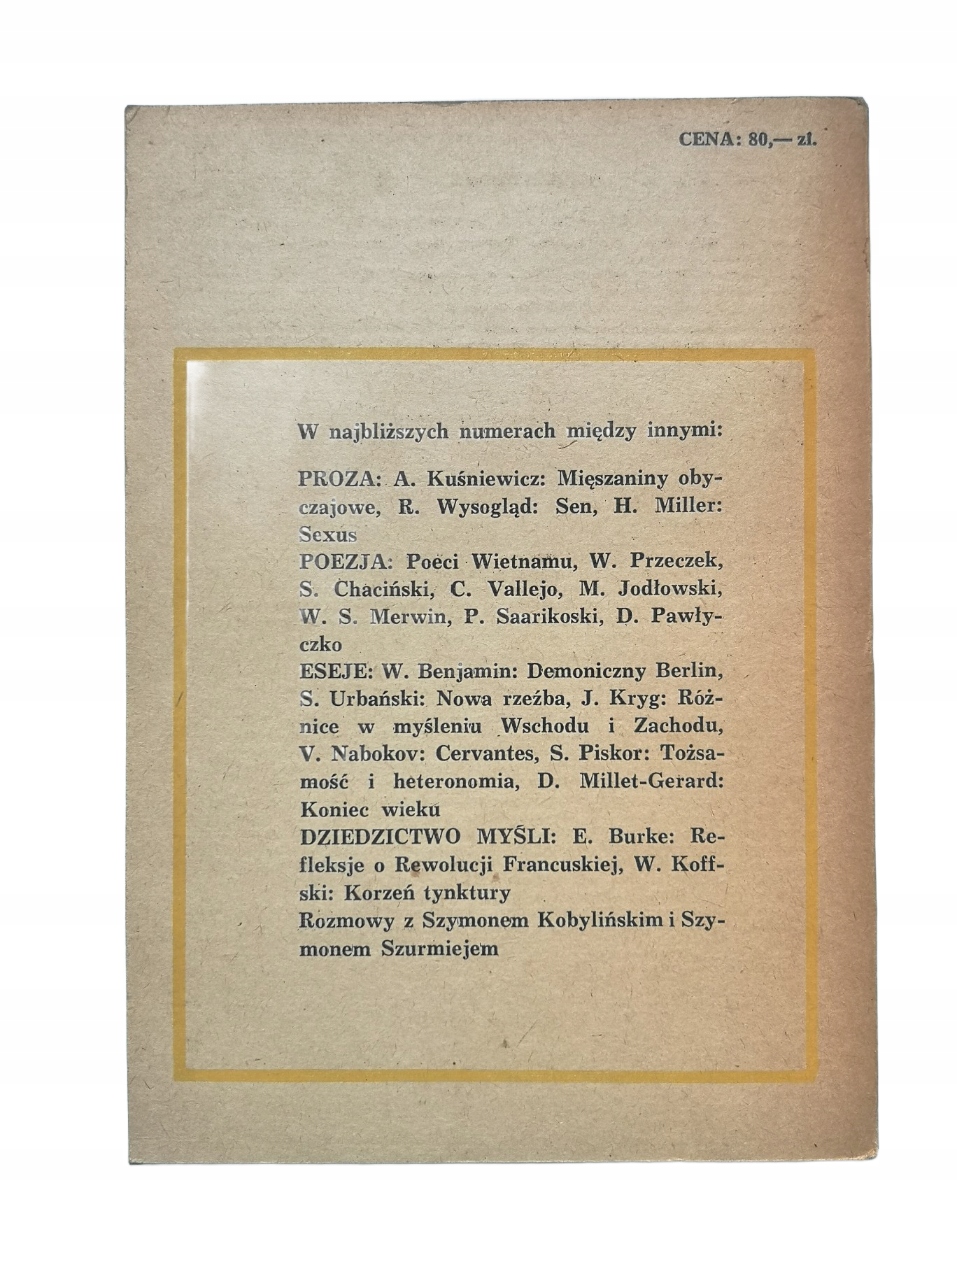 CENA: 80,— zł.
W najbliższych numerach między innymi:
PROZA: A. Kuśniewicz: Mięszaniny oby-
czajowe, R. Wysogląd: Sen, H. Miller:
Sexus
POEZJA: Poeci Wietnamu, W. Przeczek,
S. Chaciński, C. Vallejo, M. Jodłowski,
W. S. Merwin, P. Saarikoski, D. Pawły-
czko
ESEJE: W. Benjamin: Demoniczny Berlin,
S. Urbański: Nowa rzeźba, J. Kryg: Róż-
nice w myśleniu Wschodu i Zachodu,
V. Nabokov: Cervantes, S. Piskor: Tożsa-
mość i heteronomia, D. Millet-Gerard:
Koniec wieku
DZIEDZICTWO MYŚLI: E. Burke: Re-
fleksje o Rewolucji Francuskiej, W. Koff-
ski: Korzeń tynktury
Rozmowy z Szymonem Kobylińskim i Szy-
monem Szurmiejem